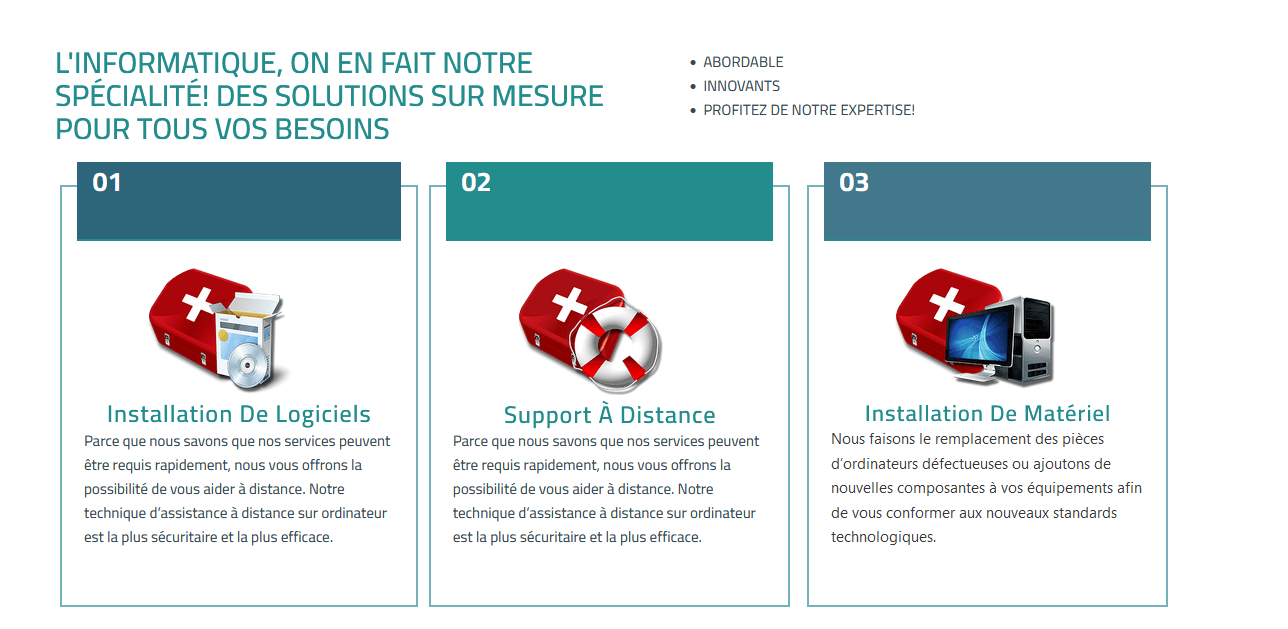 L'INFORMATIQUE, ON EN FAIT NOTRE
SPÉCIALITÉ! DES SOLUTIONS SUR MESURE
POUR TOUS VOS BESOINS
ABORDABLE
INNOVANTS
PROFITEZ DE NOTRE EXPERTISE!
01
Installation De Logiciels
Parce que nous savons que nos services peuvent
être requis rapidement, nous vous offrons la
possibilité de vous aider à distance. Notre
technique d’assistance à distance sur ordinateur
est la plus sécuritaire et la plus efficace.
02
Support À Distance
Parce que nous savons que nos services peuvent
être requis rapidement, nous vous offrons la
possibilité de vous aider à distance. Notre
technique d’assistance à distance sur ordinateur
est la plus sécuritaire et la plus efficace.
03
Installation De Matériel
Nous faisons le remplacement des pièces
d’ordinateurs défectueuses ou ajoutons de
nouvelles composantes à vos équipements afin
de vous conformer aux nouveaux standards
technologiques.